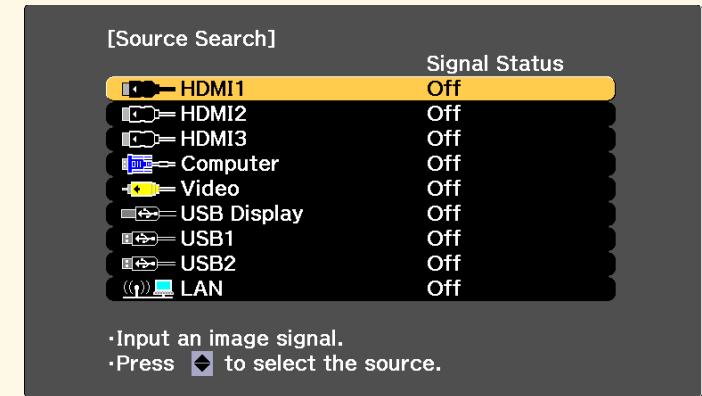 [Source Search]
Signal Status
HDMI1 Off
HDMI2 Off
HDMI3 Off
Computer Off
Video Off
USB Display Off
USB1 Off
USB2 Off
LAN Off
·Input an image signal.
·Press to select the source.